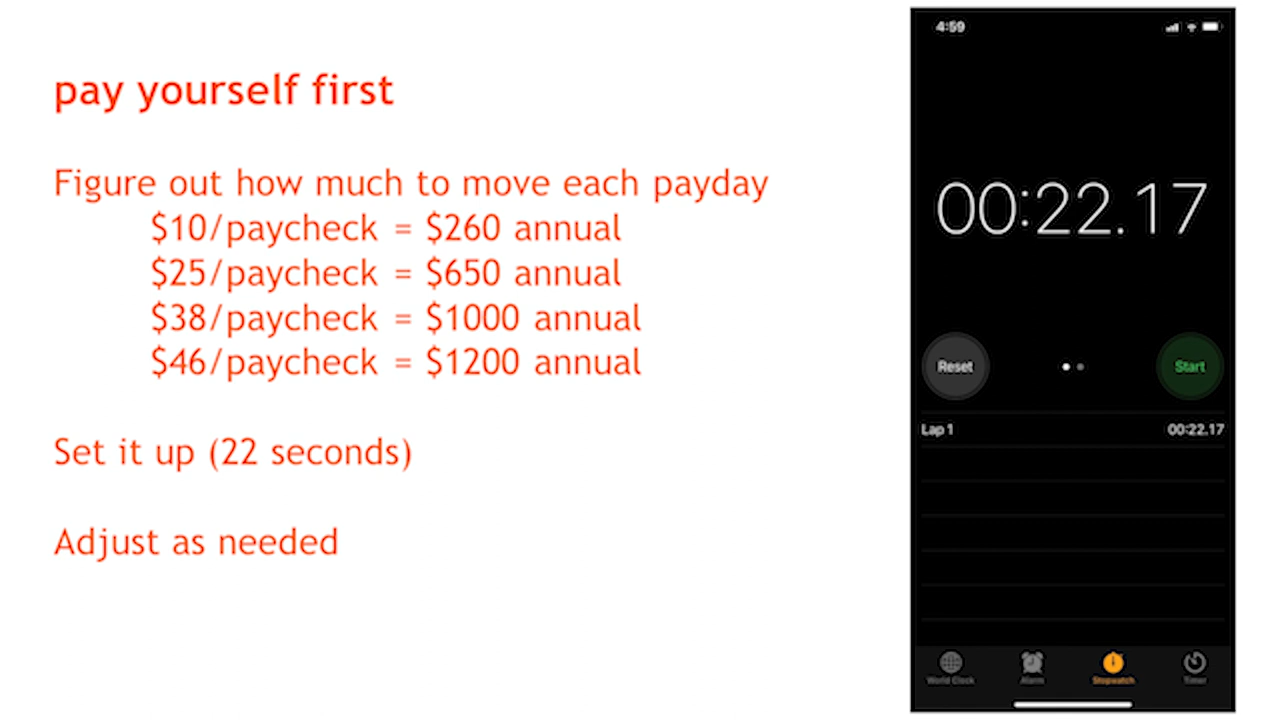 pay yourself first
Figure out how much to move each payday
$10/paycheck = $260 annual
$25/paycheck = $650 annual
$38/paycheck = $1000 annual
$46/paycheck = $1200 annual
Set it up (22 seconds)
Adjust as needed
4:59
00:22.17
Reset
Start
Lap 1 00:22.17
World Clock Alarm Stopwatch Timer